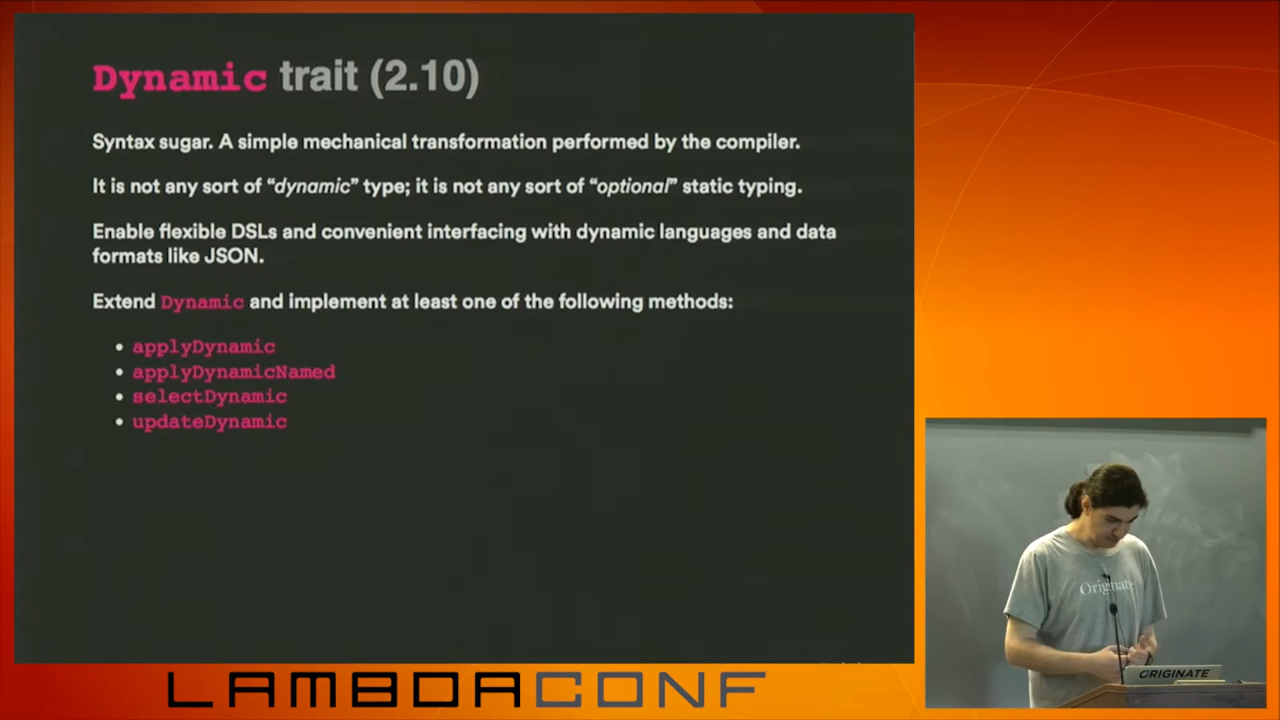 Dynamic trait (2.10)
Syntax sugar. A simple mechanical transformation performed by the compiler.
It is not any sort of “dynamic” type; it is not any sort of “optional” static typing.
Enable flexible DSLs and convenient interfacing with dynamic languages and data
formats like JSON.
Extend Dynamic and implement at least one of the following methods:
• applyDynamic
• applyDynamicNamed
• selectDynamic
• updateDynamic
Originate
ORIGINATE
LAMBDACONF